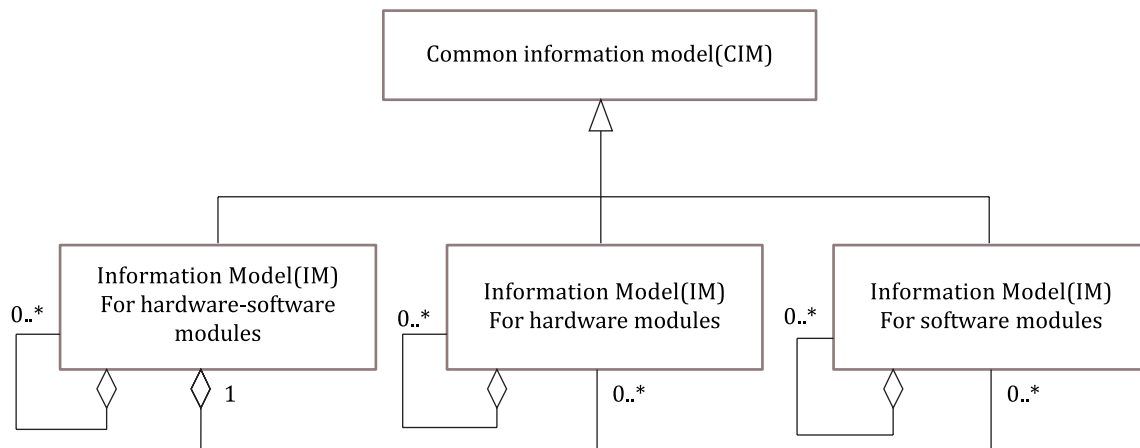 Common information model(CIM)
Information Model(IM)
For hardware-software
modules
Information Model(IM)
For hardware modules
Information Model(IM)
For software modules
0..*
0..*
0..*
1
0..*
0..*